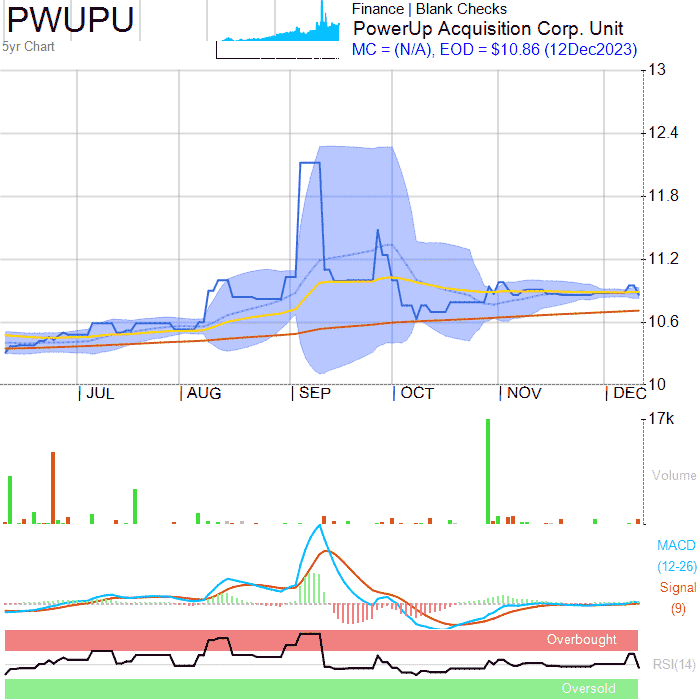 PWUPU
5yr Chart
Finance | Blank Checks
PowerUp Acquisition Corp. Unit
MC = (N/A), EOD = $10.86 (12Dec2023)
13
12.4
11.8
11.2
10.6
10
JUL AUG SEP OCT NOV DEC
17k
Volume
MACD
(12-26)
Signal
(9)
Overbought
RSI(14)
Oversold